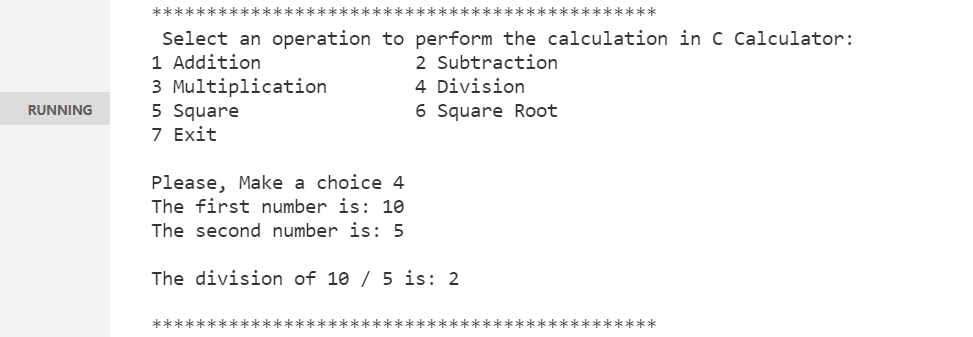 **********************************************
Select an operation to perform the calculation in C Calculator:
1 Addition 2 Subtraction
3 Multiplication 4 Division
RUNNING
5 Square 6 Square Root
7 Exit
Please, Make a choice 4
The first number is: 10
The second number is: 5
The division of 10 / 5 is: 2
**********************************************